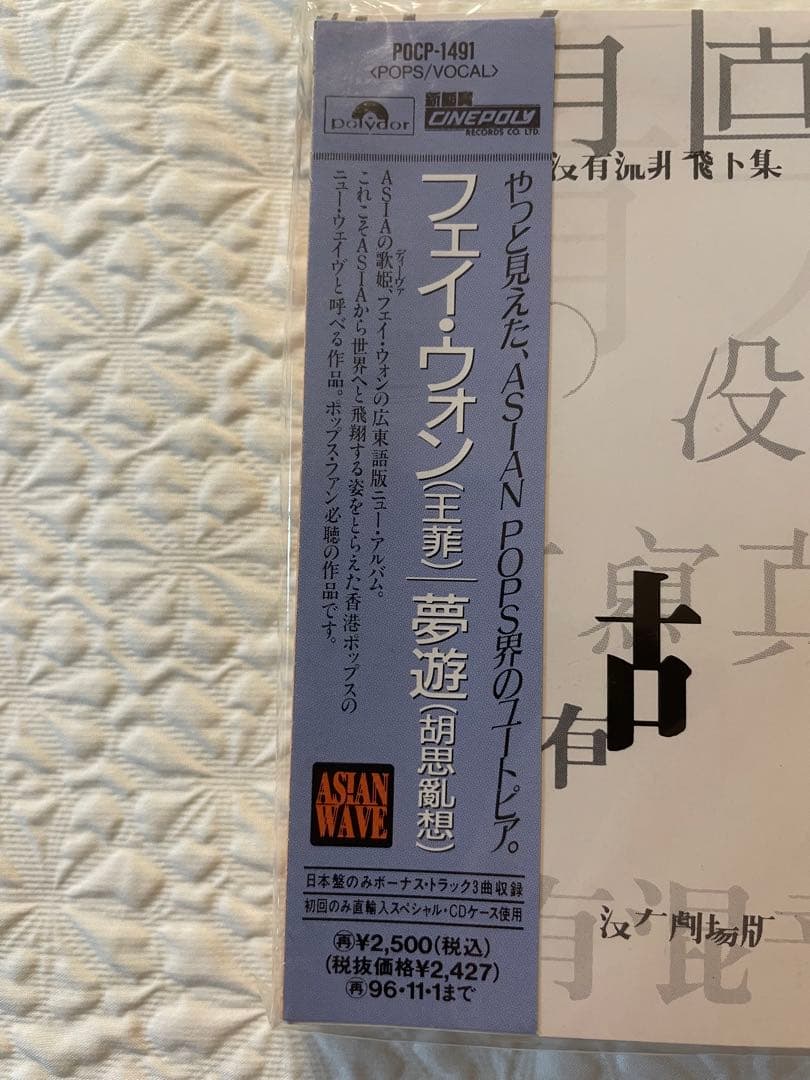 POCP-1491
〈POPS/VOCAL〉
polydor
新藝寶
CINEPOLY
RECORDS CO. LTD.
やっと見えた、ASIAN POPS界のユートピア。
フェイ・ウォン(王菲)/夢遊(胡思亂想)
ディーヴァ
ASIAの歌姫、フェイ・ウォンの広東語版ニュー・アルバム。
これこそASIAから世界へと飛翔する姿をとらえた香港ポップスの
ニュー・ウェイヴと呼べる作品。ポップス・ファン必聴の作品です。
ASIAN
WAVE
日本盤のみボーナス・トラック3曲収録
初回のみ直輸入スペシャル・CDケース使用
再¥2,500(税込)
(税抜価格¥2,427)
再96・11・1まで
有
没
真
有
有混